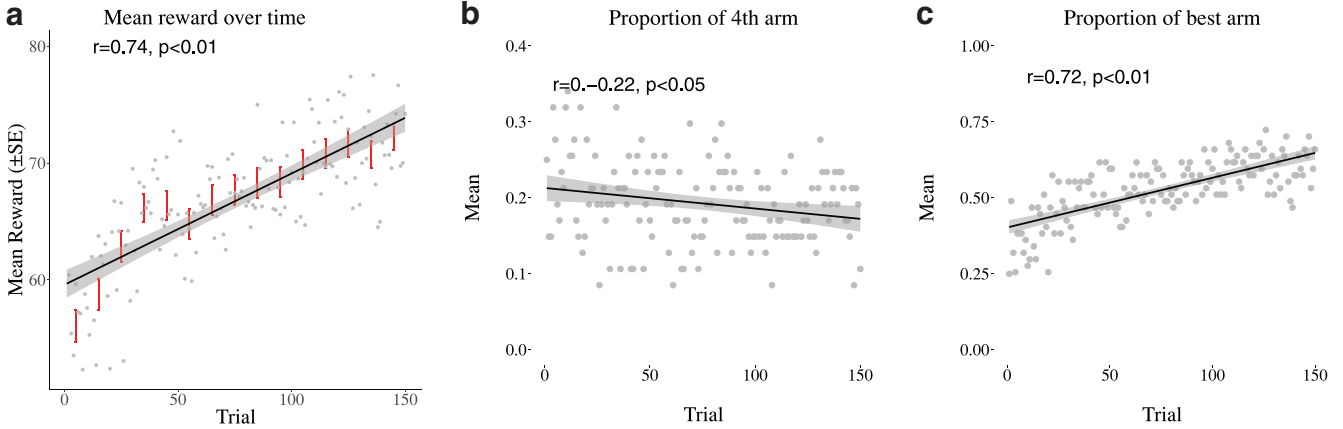 a
Mean reward over time
r=0.74, p<0.01
80
70
60
Mean Reward (±SE)
0 50 100 150
Trial
b
Proportion of 4th arm
r=0.−0.22, p<0.05
0.4
0.3
0.2
0.1
0.0
Mean
0 50 100 150
Trial
c
Proportion of best arm
r=0.72, p<0.01
1.00
0.75
0.50
0.25
0.00
Mean
0 50 100 150
Trial